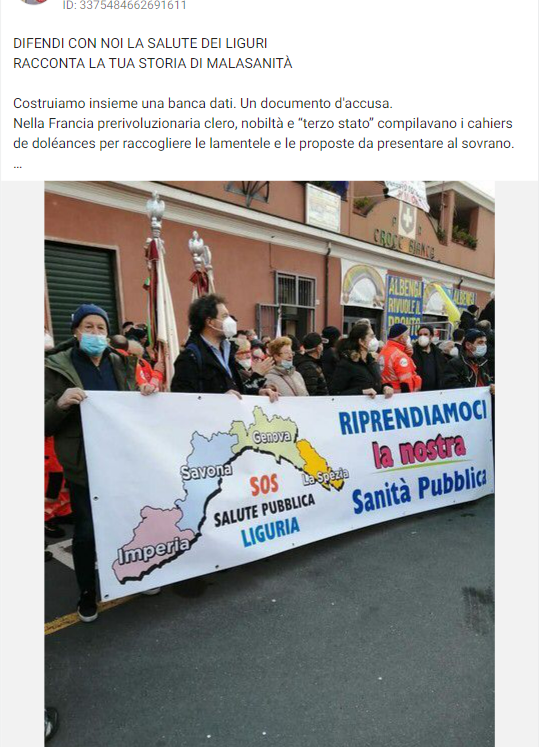 ID: 3375484662691611
DIFENDI CON NOI LA SALUTE DEI LIGURI
RACCONTA LA TUA STORIA DI MALASANITÀ
Costruiamo insieme una banca dati. Un documento d'accusa.
Nella Francia prerivoluzionaria clero, nobiltà e “terzo stato” compilavano i cahiers
de doléances per raccogliere le lamentele e le proposte da presentare al sovrano.
...
CROCE BIANCA
ALBENGA
RIVUOLE IL
PRONTO
ALBENG
RIPRENDIAMOCI
la nostra
Sanità Pubblica
Genova
Savona
La Spezia
Imperia
SOS
SALUTE PUBBLICA
LIGURIA